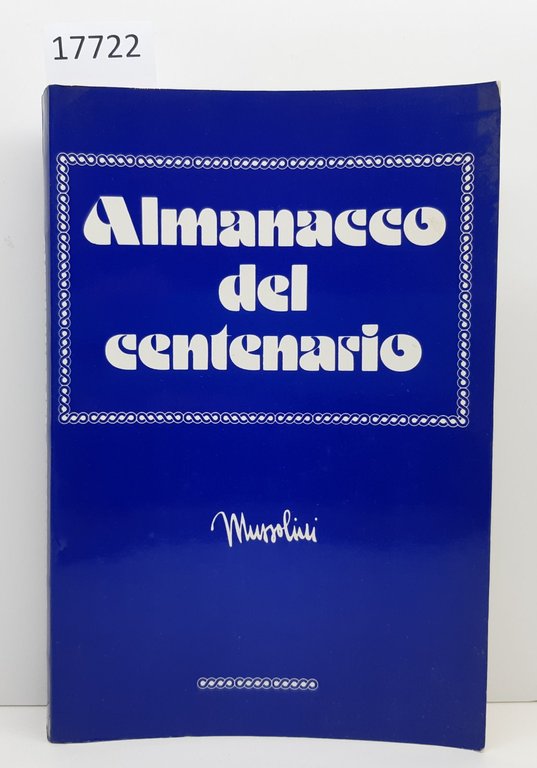 17722
Almanacco
del
centenario
Mussolini